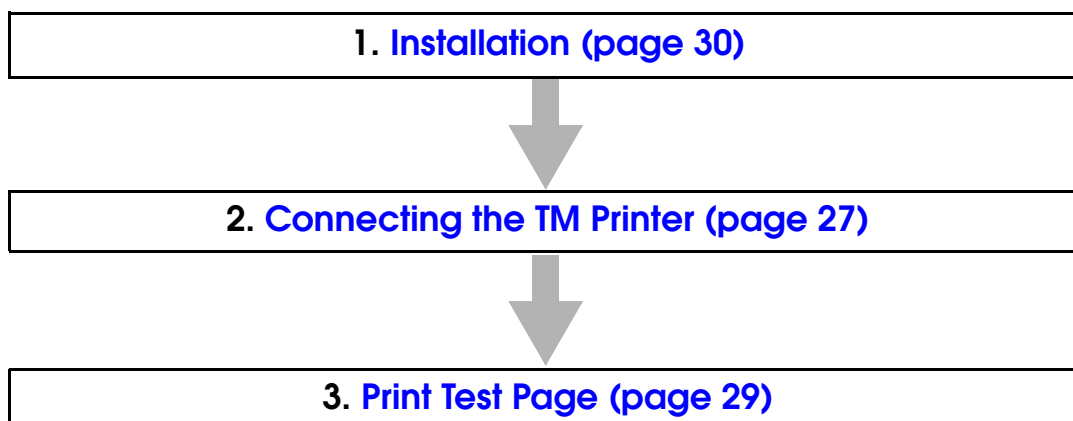 1. Installation (page 30)
2. Connecting the TM Printer (page 27)
3. Print Test Page (page 29)